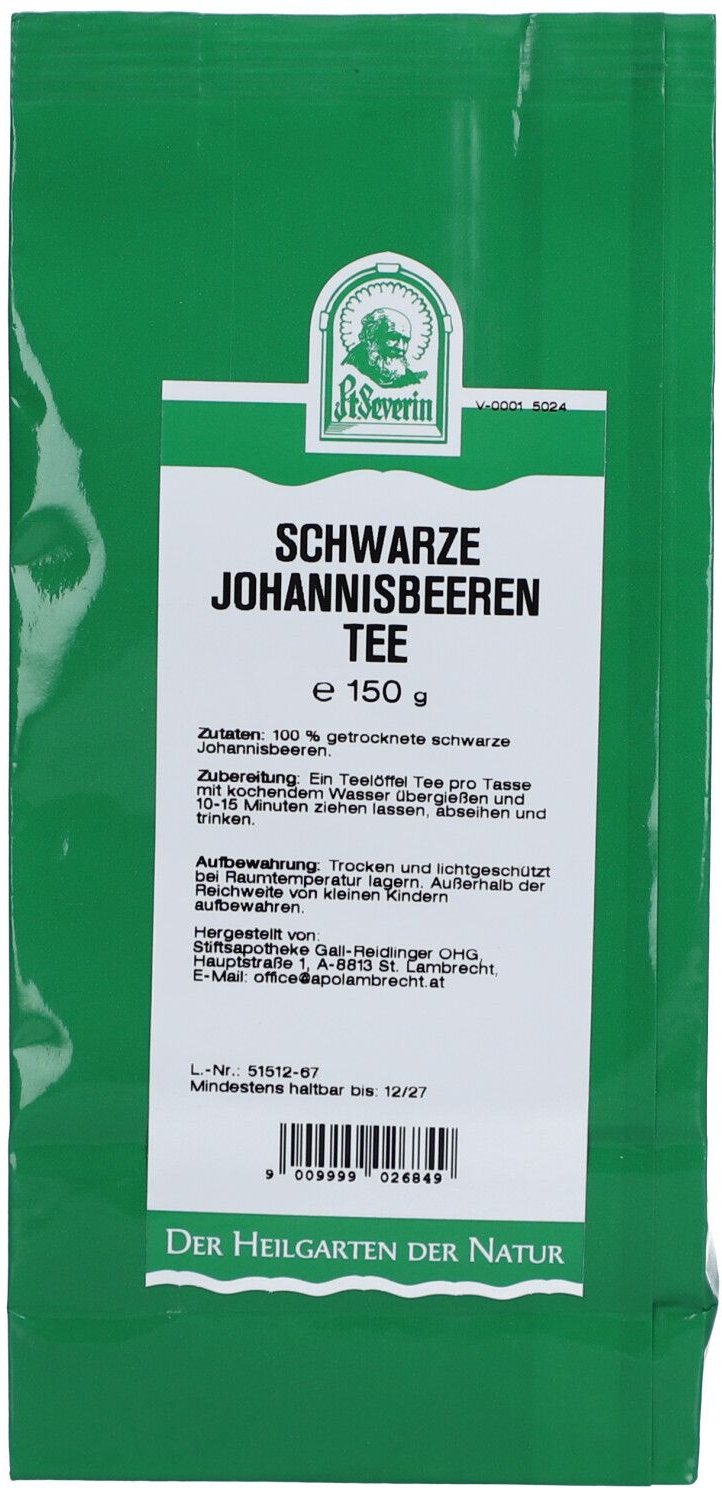 St.Severin
V-0001 5024
SCHWARZE
JOHANNISBEEREN
TEE
℮ 150 g
Zutaten: 100 % getrocknete schwarze
Johannisbeeren.
Zubereitung: Ein Teelöffel Tee pro Tasse
mit kochendem Wasser übergießen und
10-15 Minuten ziehen lassen, abseihen und
trinken.
Aufbewahrung: Trocken und lichtgeschützt
bei Raumtemperatur lagern. Außerhalb der
Reichweite von kleinen Kindern
aufbewahren.
Hergestellt von:
Stiftsapotheke Gall-Reidlinger OHG,
Hauptstraße 1, A-8813 St. Lambrecht,
E-Mail: office@apolambrecht.at
L.-Nr.: 51512-67
Mindestens haltbar bis: 12/27
9 009999 026849
DER HEILGARTEN DER NATUR